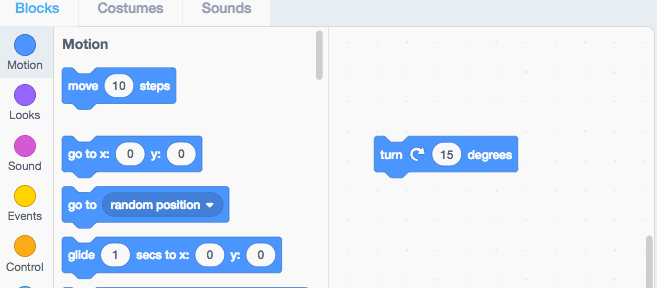 Blocks Costumes Sounds
Motion
Looks
Sound
Events
Control
Motion
move 10 steps
go to x: 0 y: 0
go to random position
glide 1 secs to x: 0 y: 0
turn 15 degrees